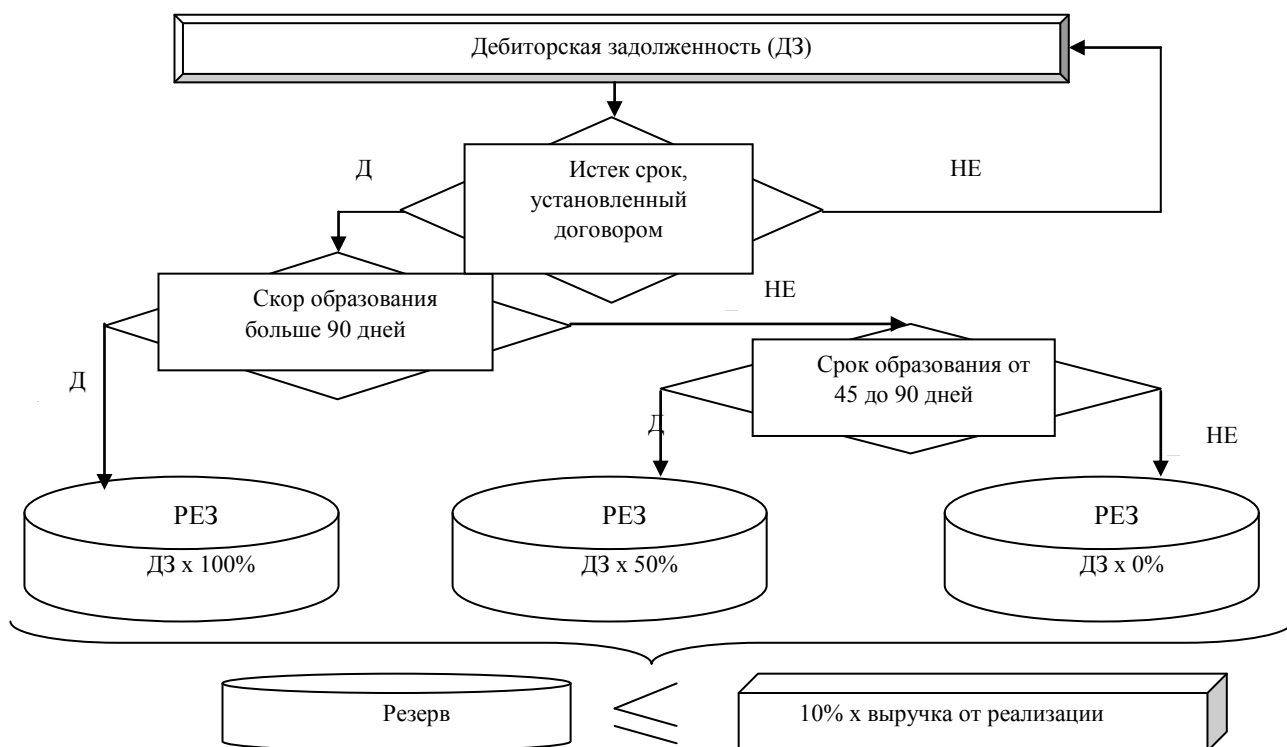 Дебиторская задолженность (ДЗ)
Д
Истек срок,
установленный
договором
НЕ
Скор образования
больше 90 дней
НЕ
Д
Срок образования от
45 до 90 дней
Д
НЕ
РЕЗ
ДЗ х 100%
РЕЗ
ДЗ х 50%
РЕЗ
ДЗ х 0%
Резерв
10% х выручка от реализации